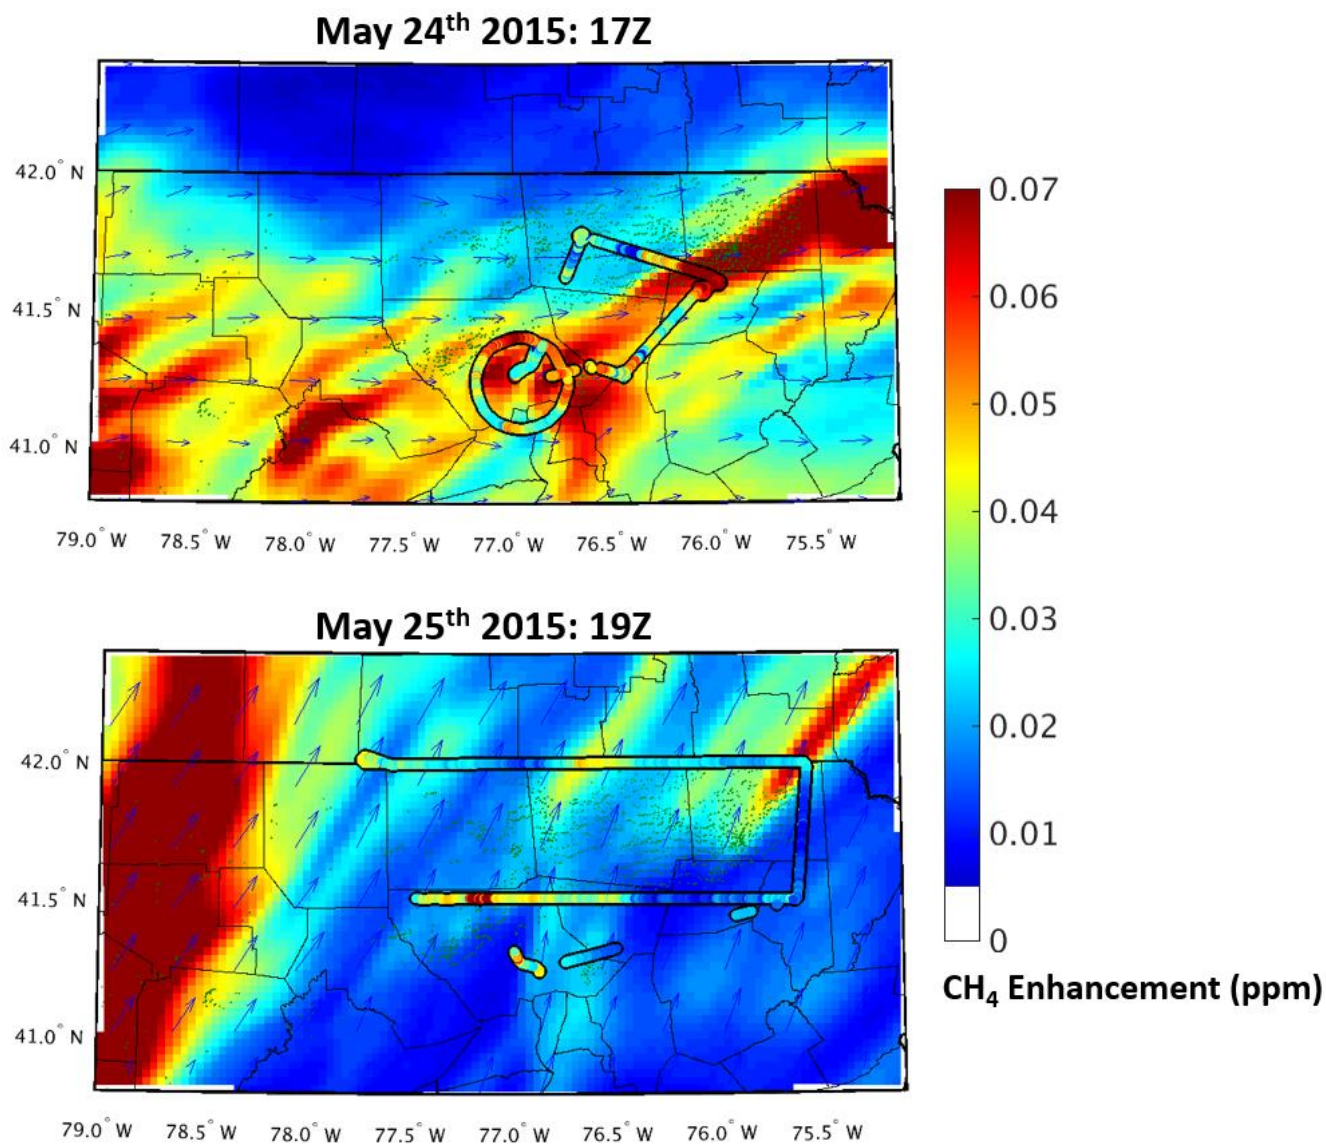 May 24th 2015: 17Z
42.0° N
41.5° N
41.0° N
79.0° W 78.5° W 78.0° W 77.5° W 77.0° W 76.5° W 76.0° W 75.5° W
May 25th 2015: 19Z
42.0° N
41.5° N
41.0° N
79.0° W 78.5° W 78.0° W 77.5° W 77.0° W 76.5° W 76.0° W 75.5° W
0.07
0.06
0.05
0.04
0.03
0.02
0.01
0
CH4 Enhancement (ppm)